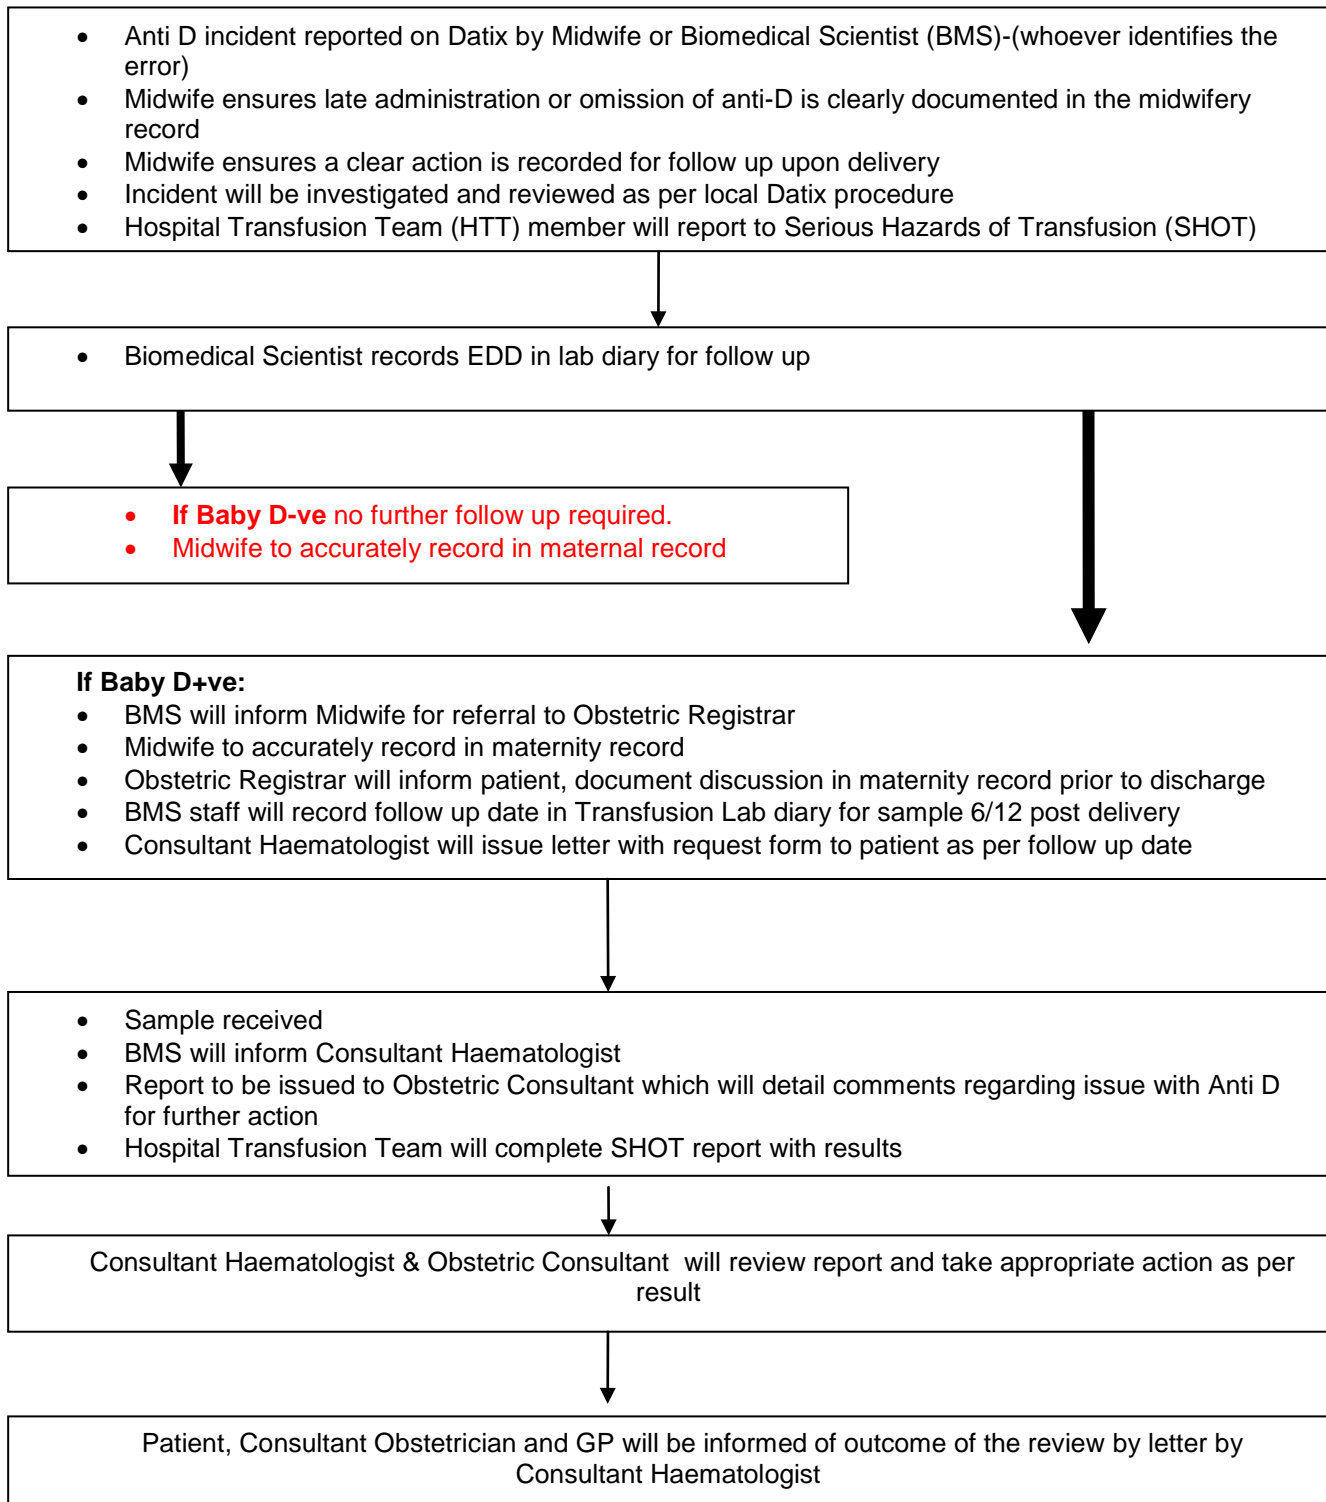 • Anti D incident reported on Datix by Midwife or Biomedical Scientist (BMS)-(whoever identifies the
error)
• Midwife ensures late administration or omission of anti-D is clearly documented in the midwifery
record
• Midwife ensures a clear action is recorded for follow up upon delivery
• Incident will be investigated and reviewed as per local Datix procedure
• Hospital Transfusion Team (HTT) member will report to Serious Hazards of Transfusion (SHOT)
• Biomedical Scientist records EDD in lab diary for follow up
• If Baby D-ve no further follow up required.
• Midwife to accurately record in maternal record
If Baby D+ve:
• BMS will inform Midwife for referral to Obstetric Registrar
• Midwife to accurately record in maternity record
• Obstetric Registrar will inform patient, document discussion in maternity record prior to discharge
• BMS staff will record follow up date in Transfusion Lab diary for sample 6/12 post delivery
• Consultant Haematologist will issue letter with request form to patient as per follow up date
• Sample received
• BMS will inform Consultant Haematologist
• Report to be issued to Obstetric Consultant which will detail comments regarding issue with Anti D
for further action
• Hospital Transfusion Team will complete SHOT report with results
Consultant Haematologist & Obstetric Consultant will review report and take appropriate action as per
result
Patient, Consultant Obstetrician and GP will be informed of outcome of the review by letter by
Consultant Haematologist